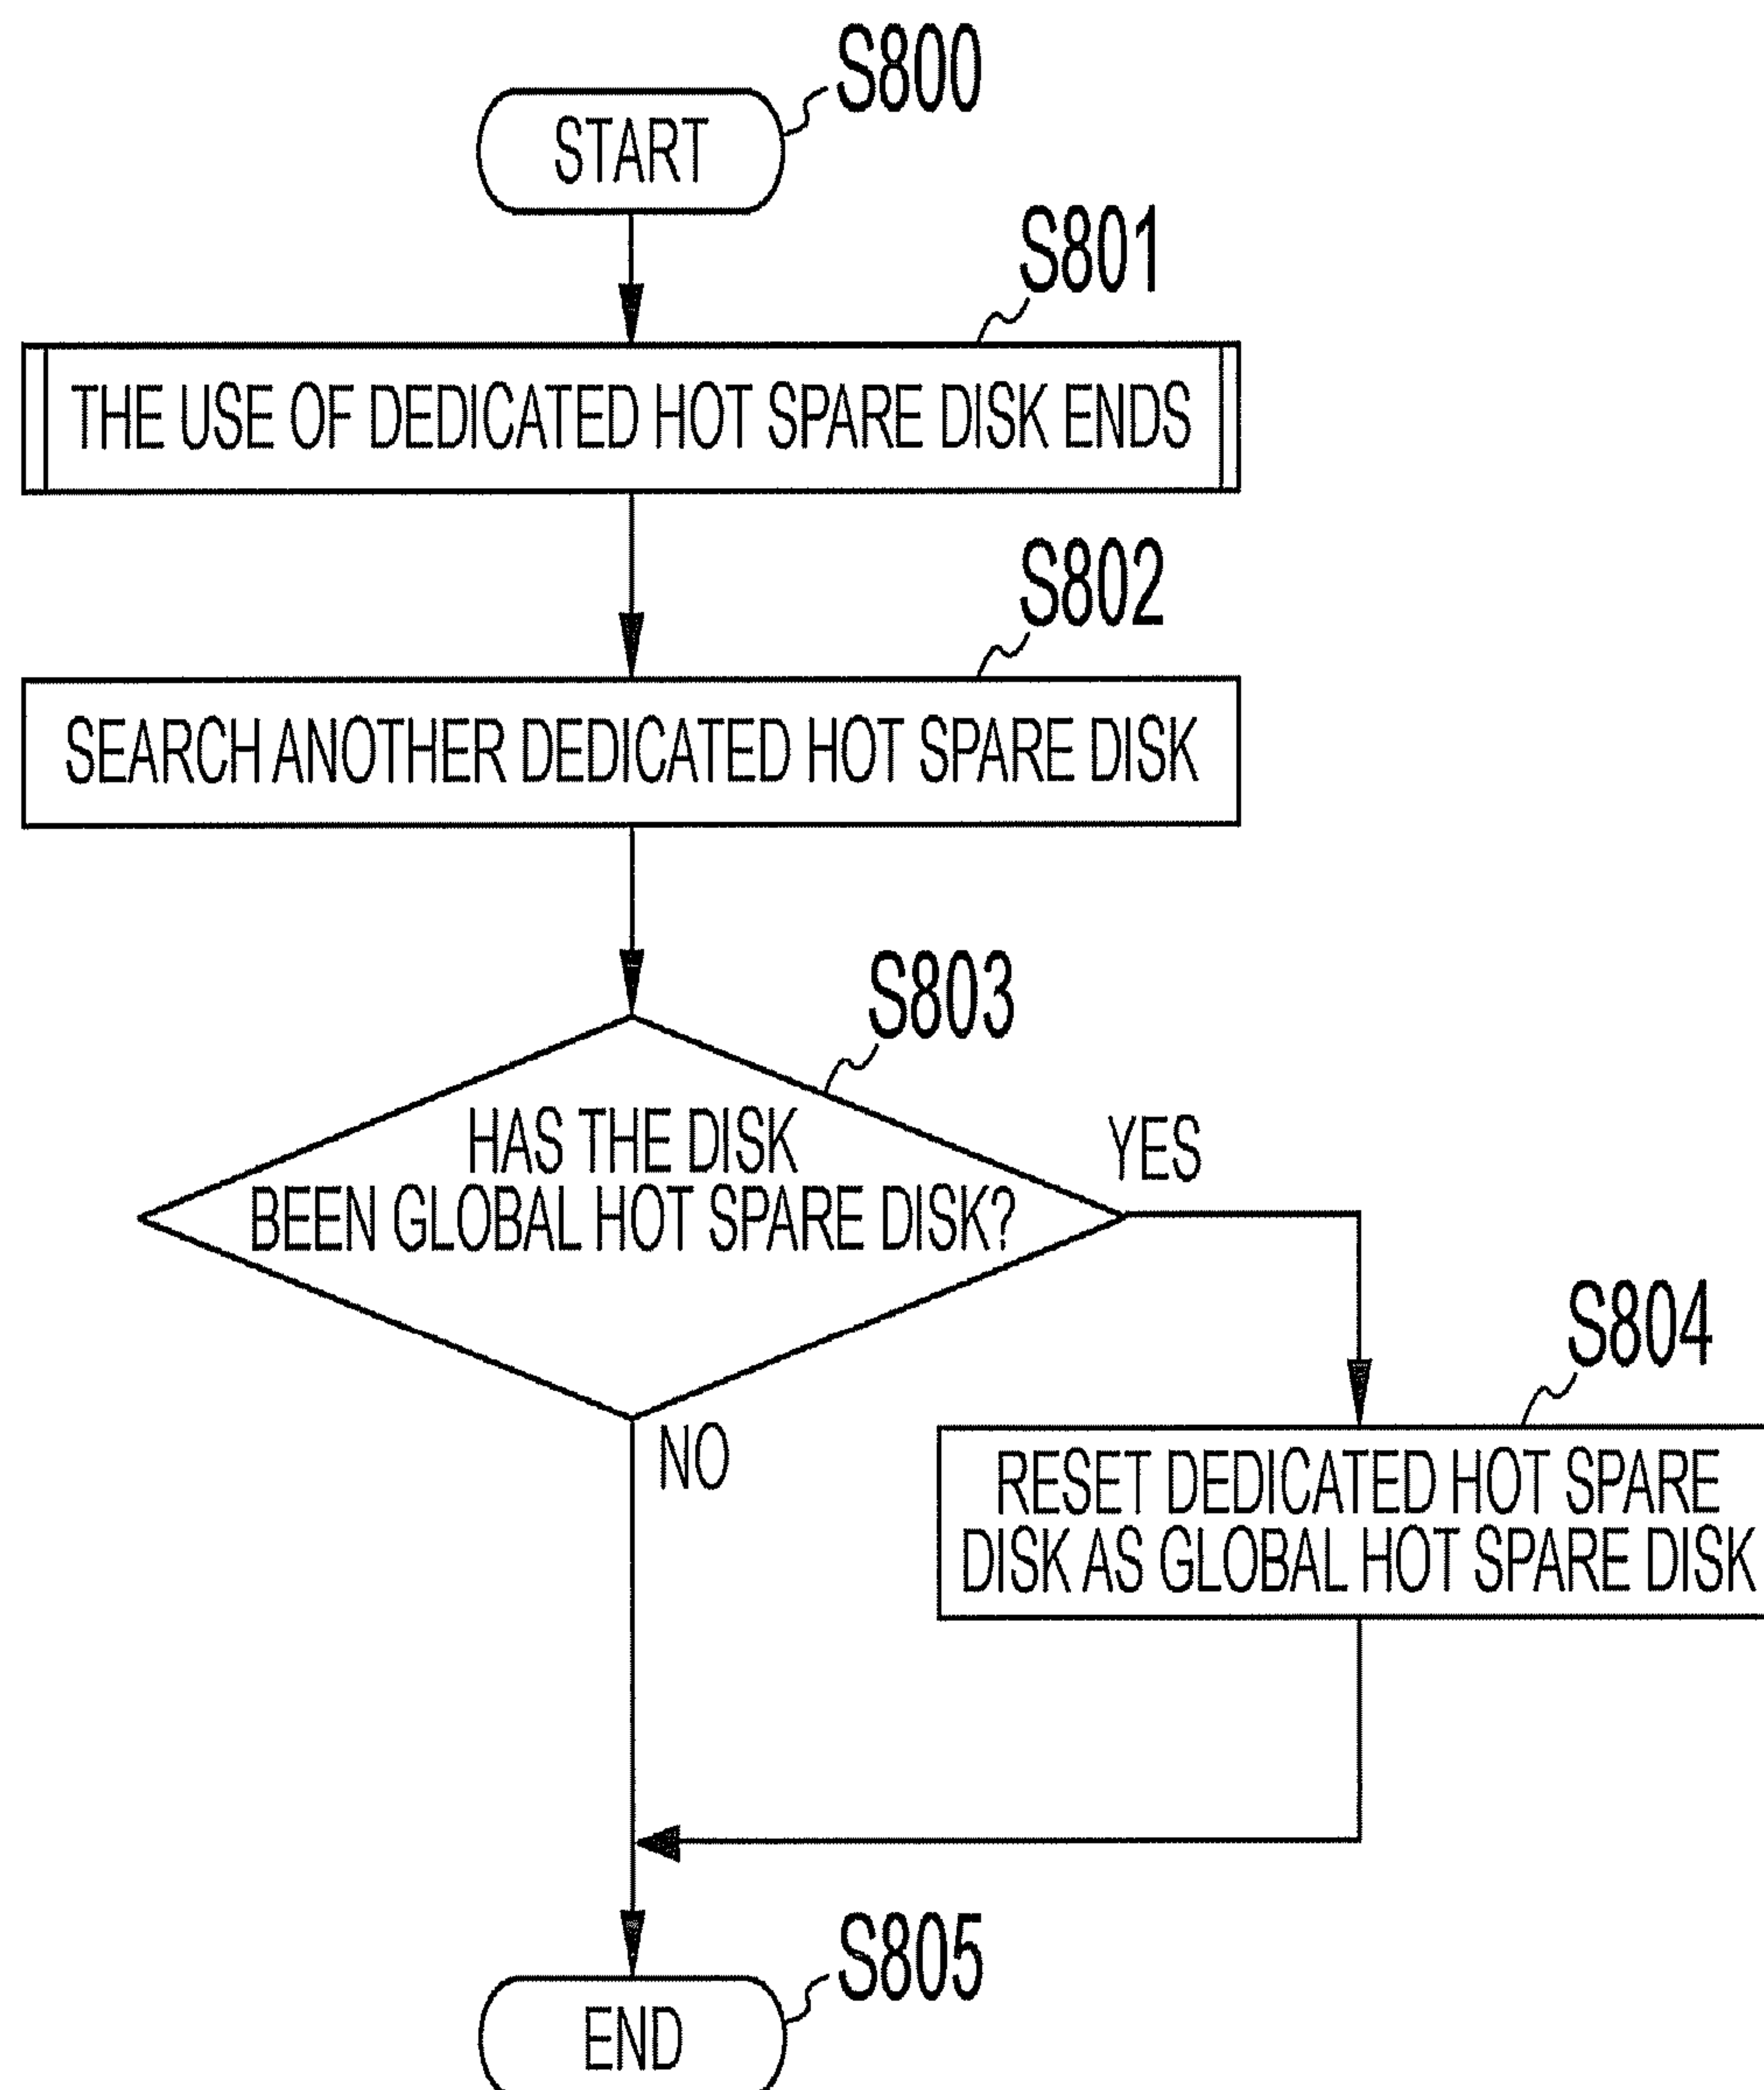 S800
START
S801
THE USE OF DEDICATED HOT SPARE DISK ENDS
S802
SEARCH ANOTHER DEDICATED HOT SPARE DISK
S803
HAS THE DISK
BEEN GLOBAL HOT SPARE DISK?
YES
NO
S804
RESET DEDICATED HOT SPARE
DISK AS GLOBAL HOT SPARE DISK
S805
END